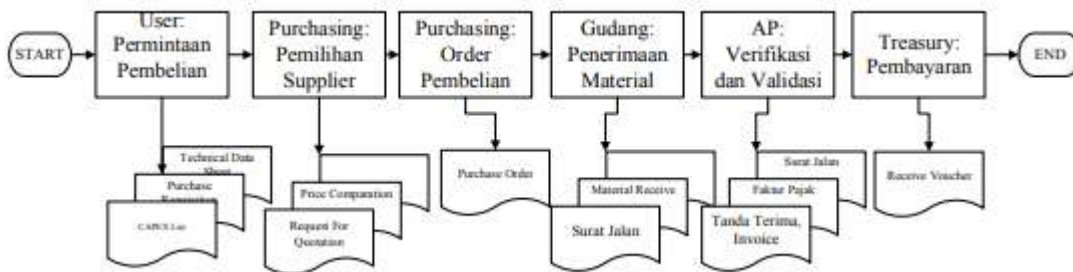 START
User:
Permintaan
Pembelian
Purchasing:
Pemilihan
Supplier
Purchasing:
Order
Pembelian
Gudang:
Penerimaan
Material
AP:
Verifikasi
dan Validasi
Treasury:
Pembayaran
END
Technical Data
Sheet
Purchase
CAPEX
Price Comparation
Request For
Quotation
Purchase Order
Material Receive
Surat Jalan
Surat Jalan
Faktur Pajak
Tanda Terima,
Invoice
Receive Voucher